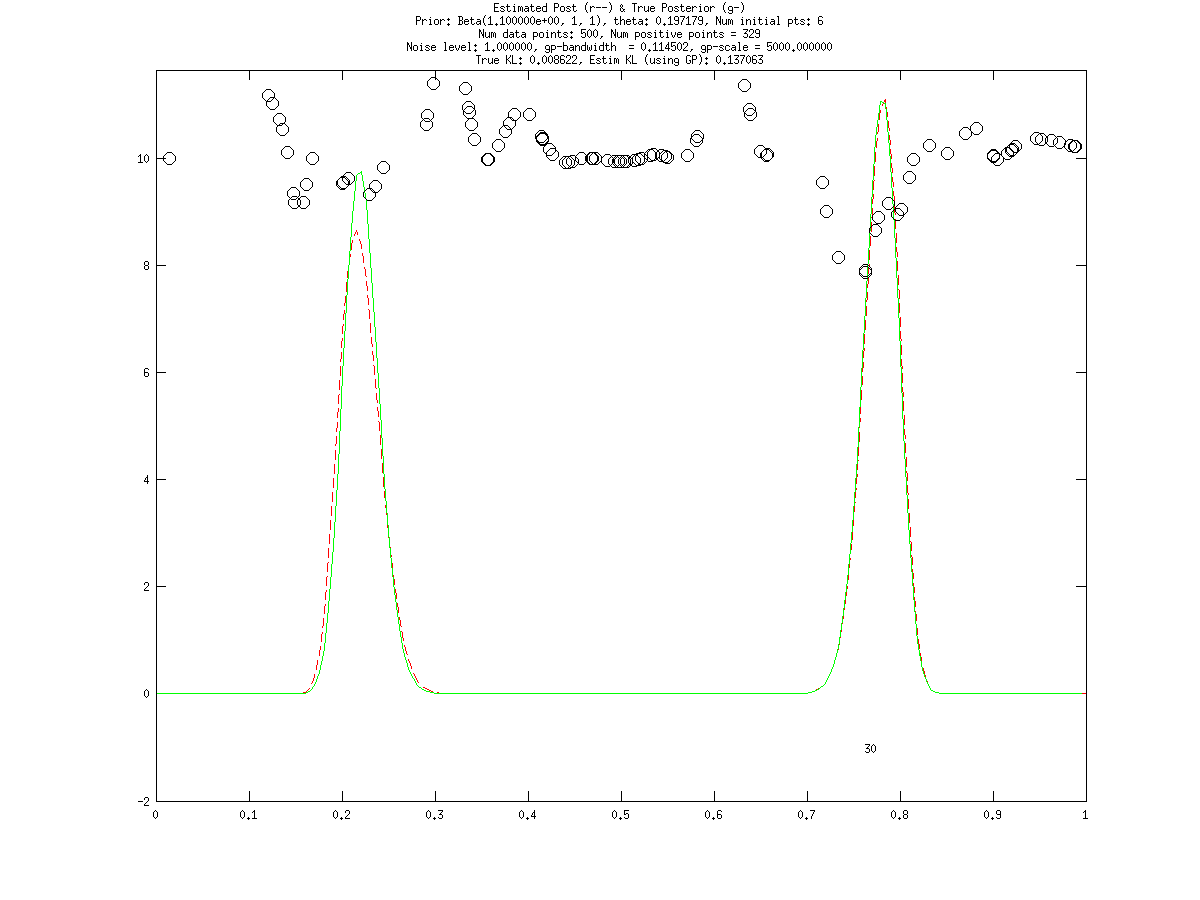 Estimated Post (r--) & True Posterior (g-)
Prior: Beta(1.100000e+00, 1, 1), theta: 0.197179, Num initial pts: 6
Num data points: 500, Num positive points = 329
Noise level: 1.000000, gp-bandwidth  = 0.114502, gp-scale = 5000.000000
True KL: 0.008622, Estim KL (using GP): 0.137063
10
8
6
4
2
0
30
-2
0 0.1 0.2 0.3 0.4 0.5 0.6 0.7 0.8 0.9 1